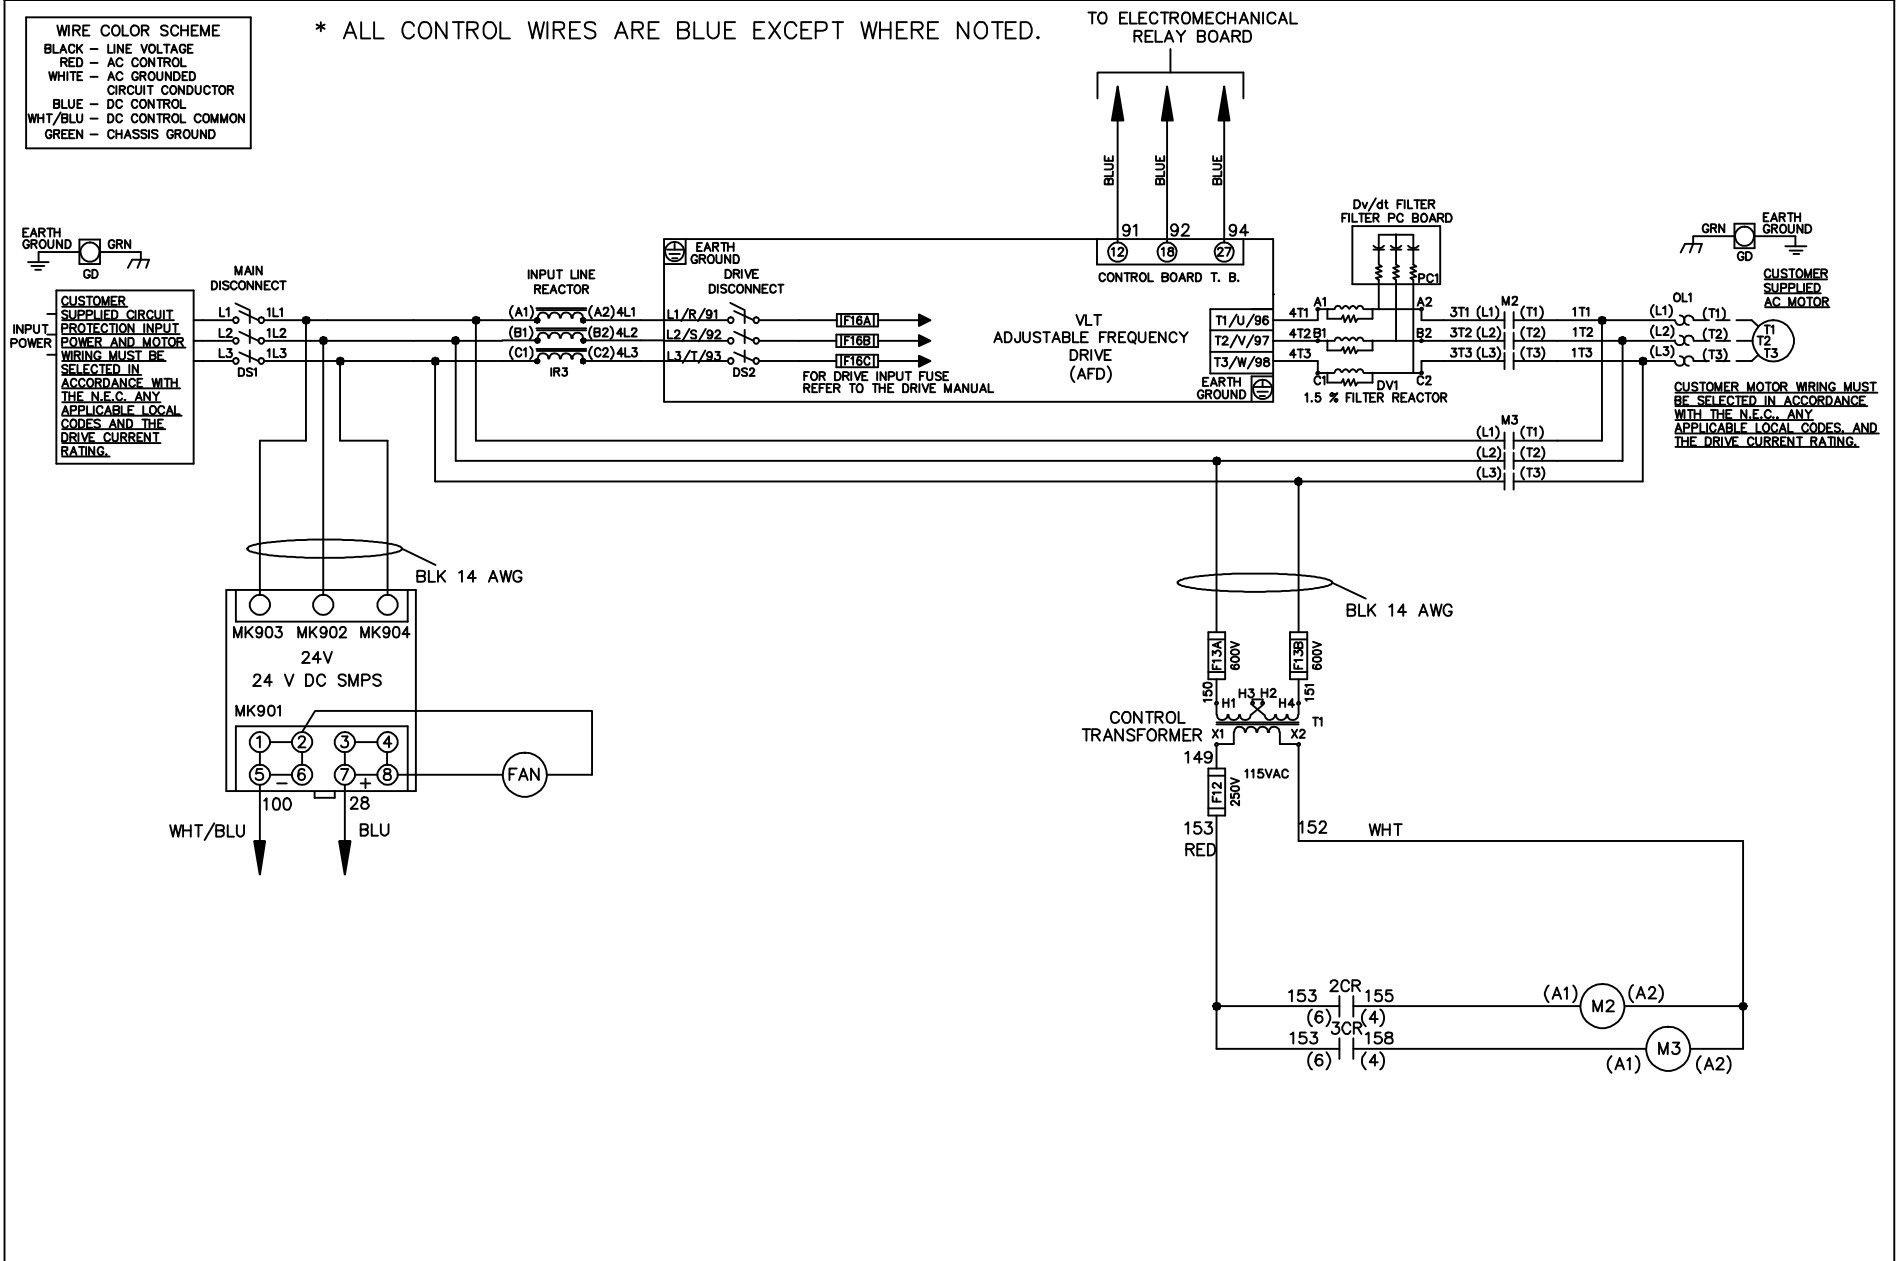 WIRE COLOR SCHEME
BLACK – LINE VOLTAGE
RED – AC CONTROL
WHITE – AC GROUNDED
CIRCUIT CONDUCTOR
BLUE – DC CONTROL
WHT/BLU – DC CONTROL COMMON
GREEN – CHASSIS GROUND
* ALL CONTROL WIRES ARE BLUE EXCEPT WHERE NOTED.
TO ELECTROMECHANICAL
RELAY BOARD
BLUE
BLUE
BLUE
91 92 94
12 18 27
CONTROL BOARD T. B.
EARTH
GROUND
GRN
GD
INPUT
POWER
CUSTOMER
SUPPLIED CIRCUIT
PROTECTION INPUT
POWER AND MOTOR
WIRING MUST BE
SELECTED IN
ACCORDANCE WITH
THE N.E.C. ANY
APPLICABLE LOCAL
CODES AND THE
DRIVE CURRENT
RATING.
MAIN
DISCONNECT
L1 1L1
L2 1L2
L3 1L3
DS1
INPUT LINE
REACTOR
(A1) (A2) 4L1
(B1) (B2) 4L2
(C1) (C2) 4L3
IR3
EARTH
GROUND
DRIVE
DISCONNECT
L1/R/91
L2/S/92
L3/T/93
DS2
F16A
F16B
F16C
FOR DRIVE INPUT FUSE
REFER TO THE DRIVE MANUAL
VLT
ADJUSTABLE FREQUENCY
DRIVE
(AFD)
T1/U/96
T2/V/97
T3/W/98
EARTH
GROUND
Dv/dt FILTER
FILTER PC BOARD
PC1
4T1 A1 A2
4T2 B1 B2
4T3
C1 DV1 C2
1.5 % FILTER REACTOR
M2
3T1 (L1) (T1) 1T1
3T2 (L2) (T2) 1T2
3T3 (L3) (T3) 1T3
M3
(L1) (T1)
(L2) (T2)
(L3) (T3)
OL1
(L1) (T1)
(L2) (T2)
(L3) (T3)
T1
T2
T3
GRN
EARTH
GROUND
GD
CUSTOMER
SUPPLIED
AC MOTOR
CUSTOMER MOTOR WIRING MUST
BE SELECTED IN ACCORDANCE
WITH THE N.E.C., ANY
APPLICABLE LOCAL CODES, AND
THE DRIVE CURRENT RATING.
BLK 14 AWG
MK903 MK902 MK904
24V
24 V DC SMPS
MK901
1 2 3 4
5 – 6 7 + 8
FAN
100 28
WHT/BLU BLU
BLK 14 AWG
F13A
600V
F13B
600V
150
151
H1 H3 H2 H4
T1
CONTROL
TRANSFORMER
X1 X2
149
115VAC
F12
250V
153
RED
152 WHT
153 2CR 155
(6) (4)
(A1) M2 (A2)
153 3CR 158
(6) (4)
(A1) M3 (A2)